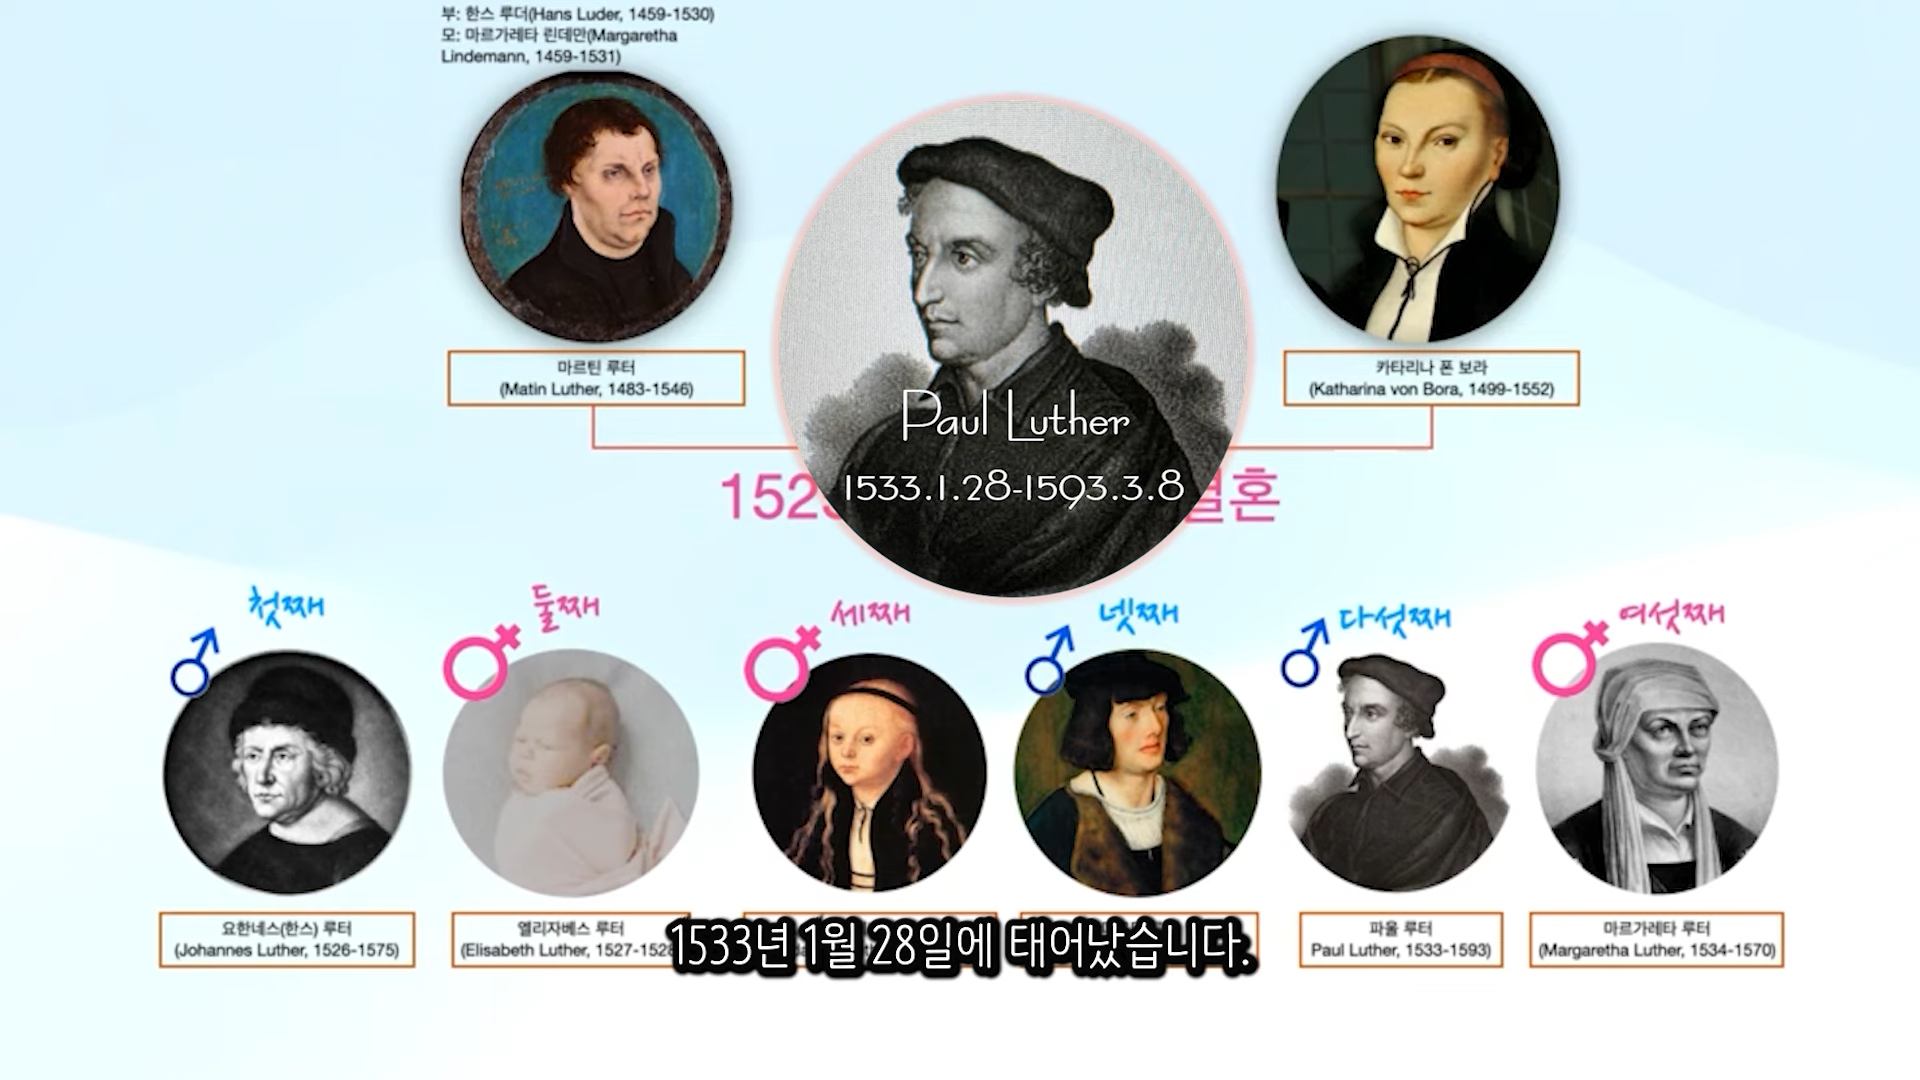 부: 한스 루더(Hans Luder, 1459-1530)
모: 마르가레타 린데만(Margaretha
Lindemann, 1459-1531)
마르틴 루터
(Matin Luther, 1483-1546)
카타리나 폰 보라
(Katharina von Bora, 1499-1552)
Paul Luther
1533.1.28-1593.3.8
152
결혼
첫째
둘째
세째
넷째
다섯째
여섯째
요한네스(한스) 루터
(Johannes Luther, 1526-1575)
엘리자베스 루터
(Elisabeth Luther, 1527-1528
파울 루터
Paul Luther, 1533-1593)
마르가레타 루터
(Margaretha Luther, 1534-1570)
1533년 1월 28일에 태어났습니다.